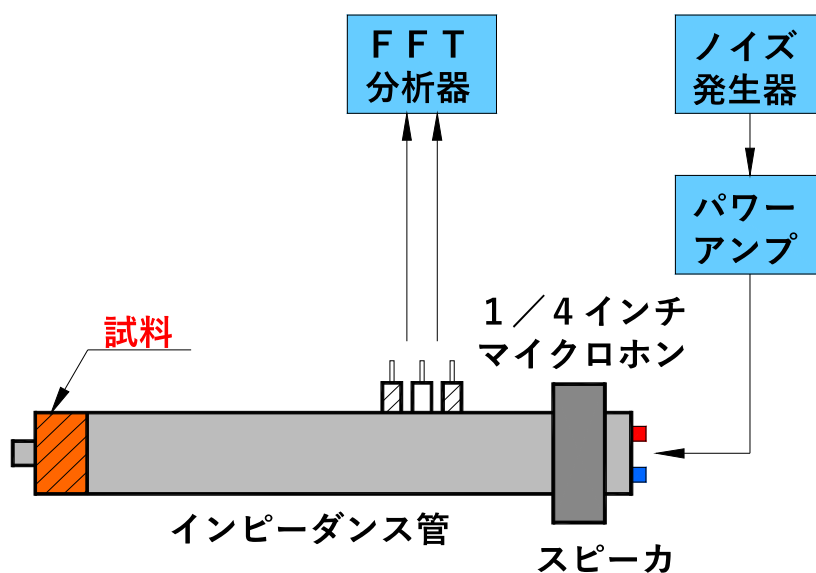 ＦＦＴ
分析器
ノイズ
発生器
パワー
アンプ
１／４インチ
マイクロホン
試料
インピーダンス管
スピーカ